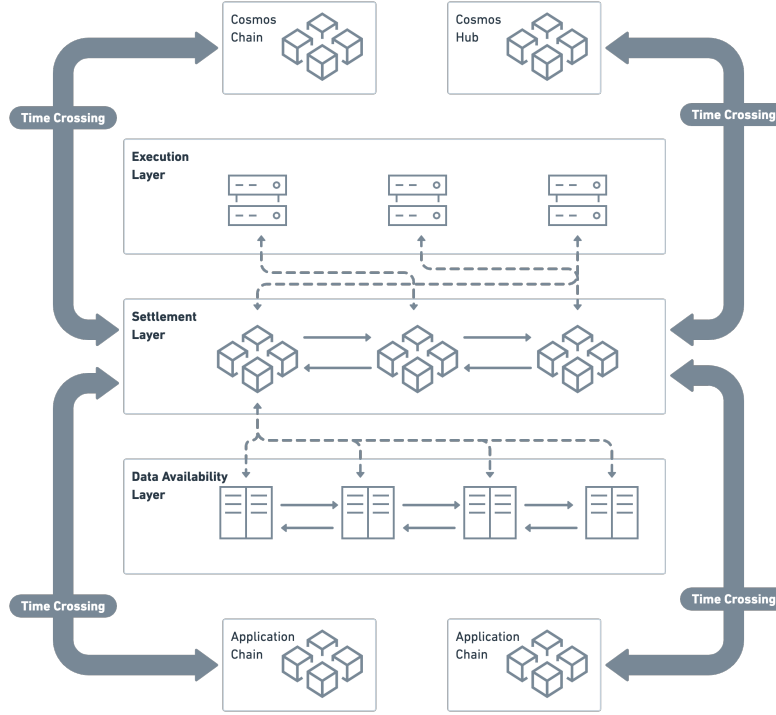 Cosmos
Chain
Cosmos
Hub
Time Crossing
Time Crossing
Execution
Layer
Settlement
Layer
Data Availability
Layer
Time Crossing
Time Crossing
Application
Chain
Application
Chain